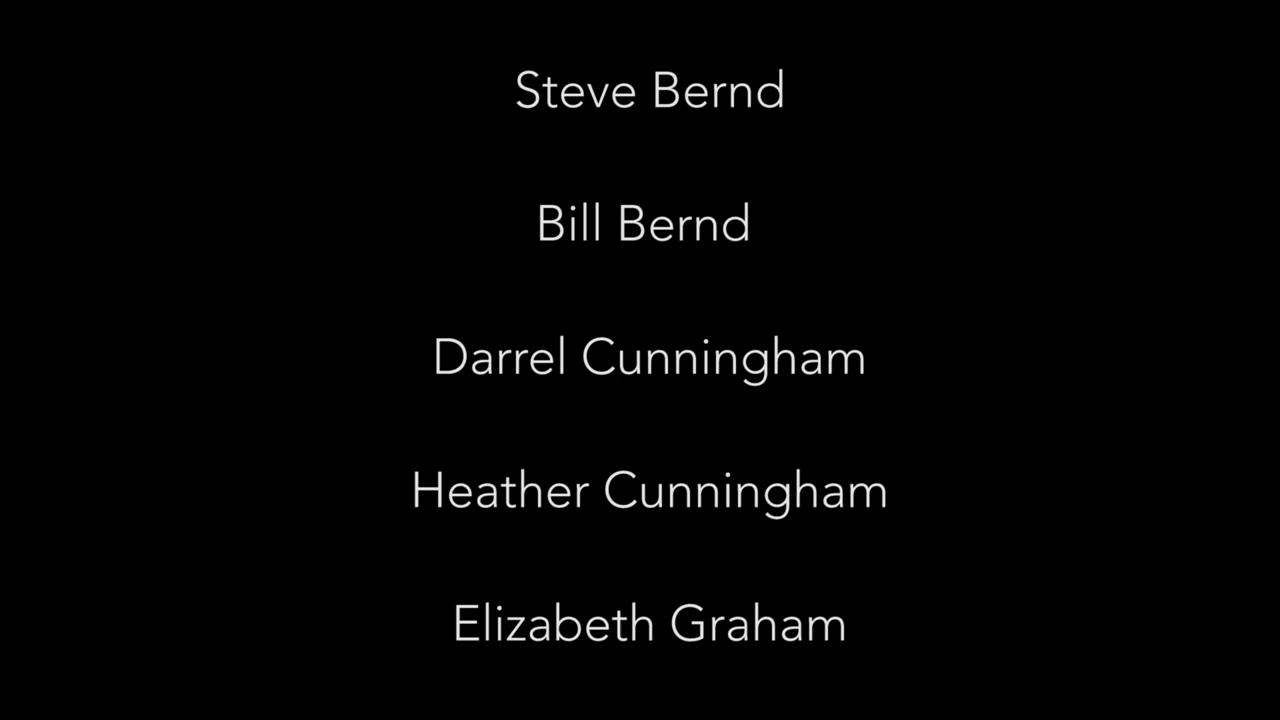 Steve Bernd
Bill Bernd
Darrel Cunningham
Heather Cunningham
Elizabeth Graham